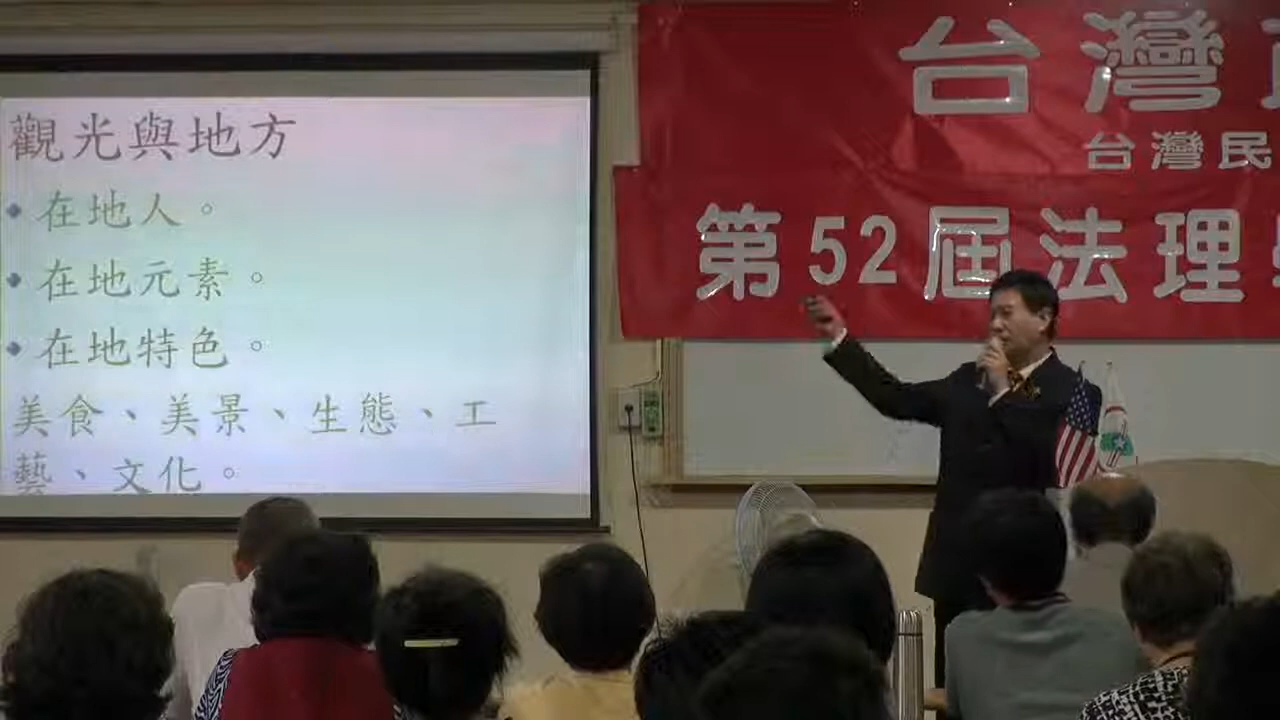 觀光與地方
在地人。
在地元素。
在地特色。
美食、美景、生態、工
藝、文化。
台灣
台灣民
第52屆法理